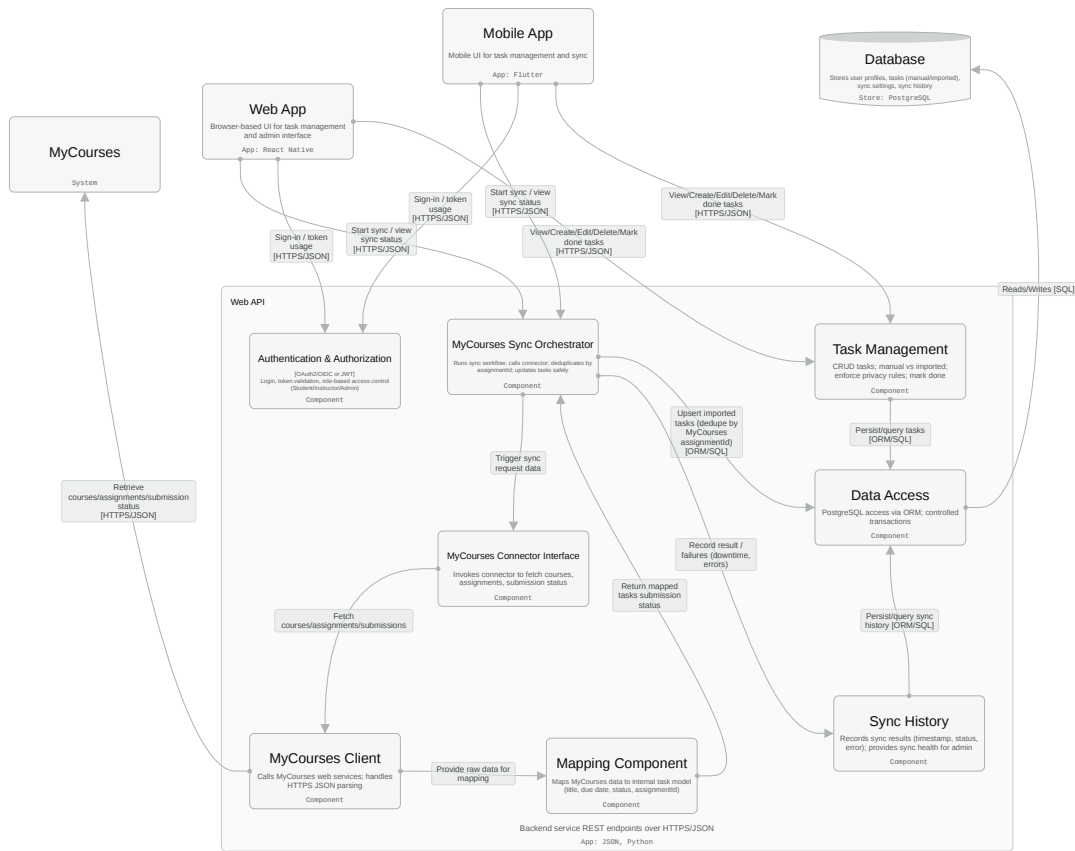 Mobile App
Mobile UI for task management and sync
App: Flutter
Database
Stores user profiles, tasks (manual/imported),
sync settings, sync history
Store: PostgreSQL
Web App
Browser-based UI for task management
and admin interface
App: React Native
MyCourses
System
Sign-in / token
usage
[HTTPS/JSON]
Start sync / view
sync status
[HTTPS/JSON]
View/Create/Edit/Delete/Mark
done tasks
[HTTPS/JSON]
Sign-in / token
usage
[HTTPS/JSON]
Start sync / view
sync status
[HTTPS/JSON]
View/Create/Edit/Delete/Mark
done tasks
[HTTPS/JSON]
Reads/Writes [SQL]
Web API
Authentication & Authorization
[OAuth2/OIDC or JWT]
Login, token validation, role-based access control
(Student/Instructor/Admin)
Component
MyCourses Sync Orchestrator
Runs sync workflow; calls connector; deduplicates by
assignmentId; updates tasks safely
Component
Task Management
CRUD tasks; manual vs imported;
enforce privacy rules; mark done
Component
Upsert imported
tasks (dedupe by
MyCourses
assignmentId)
[ORM/SQL]
Persist/query tasks
[ORM/SQL]
Trigger sync
request data
Retrieve
courses/assignments/submission
status
[HTTPS/JSON]
Data Access
PostgreSQL access via ORM; controlled
transactions
Component
MyCourses Connector Interface
Invokes connector to fetch courses,
assignments, submission status
Component
Record result /
failures (downtime,
errors)
Return mapped
tasks submission
status
Fetch
courses/assignments/submissions
Persist/query sync
history [ORM/SQL]
Sync History
Records sync results (timestamp, status,
error); provides sync health for admin
Component
MyCourses Client
Calls MyCourses web services; handles
HTTPS JSON parsing
Component
Provide raw data for
mapping
Mapping Component
Maps MyCourses data to internal task model
(title, due date, status, assignmentId)
Component
Backend service REST endpoints over HTTPS/JSON
App: JSON, Python